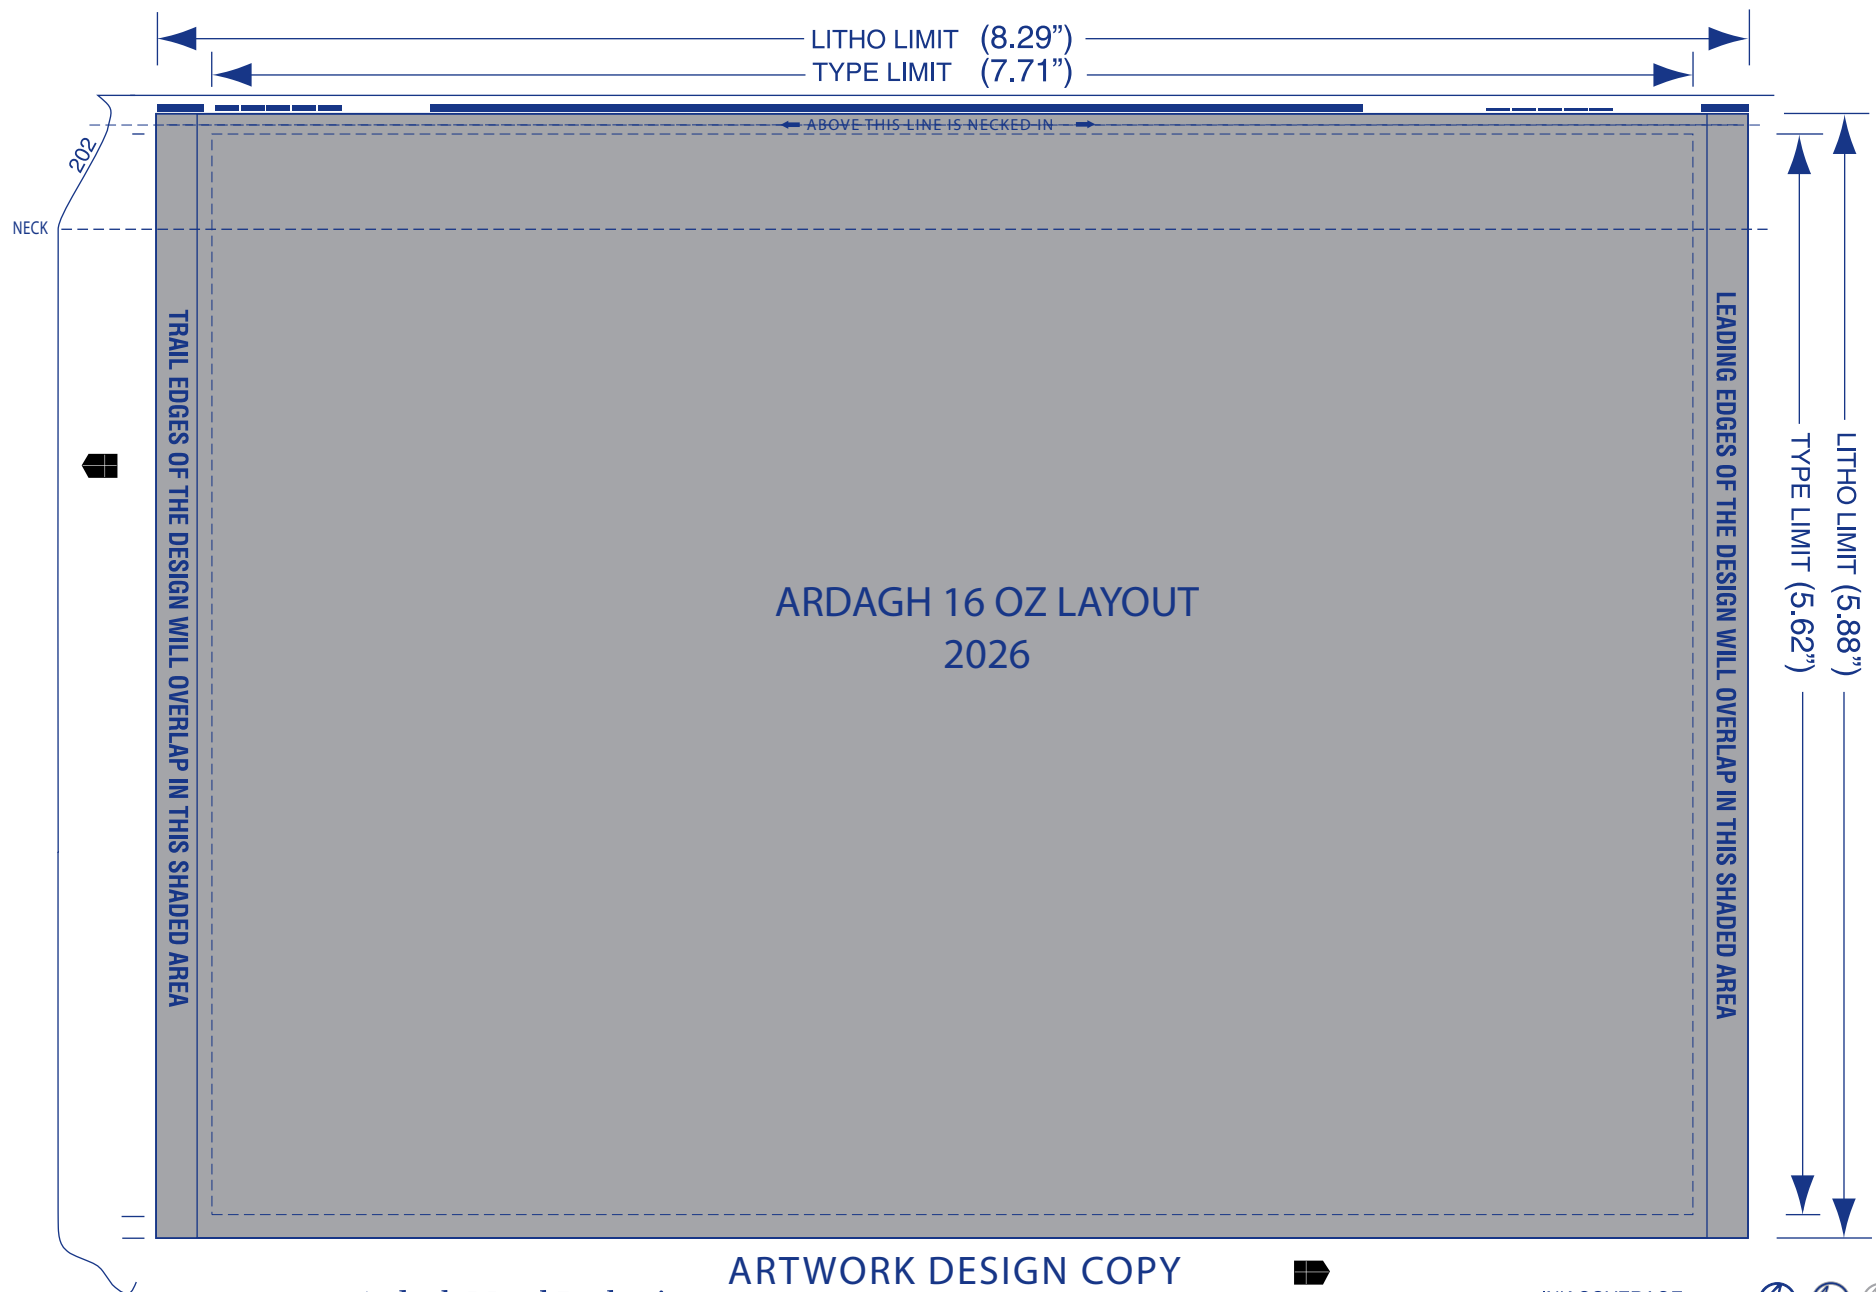 LITHO LIMIT (8.29”)
TYPE LIMIT (7.71”)
ABOVE THIS LINE IS NECKED-IN
202
NECK
TRAIL EDGES OF THE DESIGN WILL OVERLAP IN THIS SHADED AREA
LEADING EDGES OF THE DESIGN WILL OVERLAP IN THIS SHADED AREA
TYPE LIMIT (5.62”)
LITHO LIMIT (5.88”)
ARDAGH 16 OZ LAYOUT
2026
ARTWORK DESIGN COPY